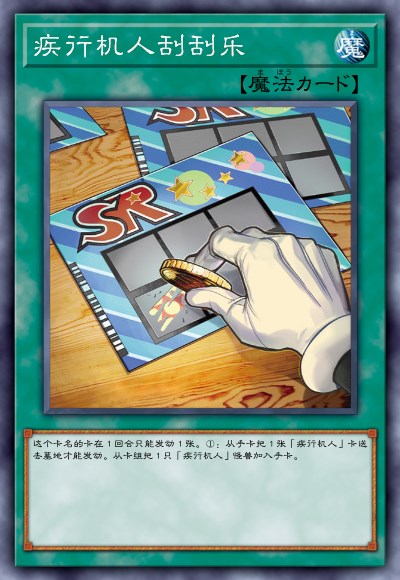 疾行机人刮刮乐
魔
【魔法カード】
ま ほう
SR
这个卡名的卡在1回合只能发动1张。①：从手卡把1张「疾行机人」卡送
去墓地才能发动。从卡组把1只「疾行机人」怪兽加入手卡。